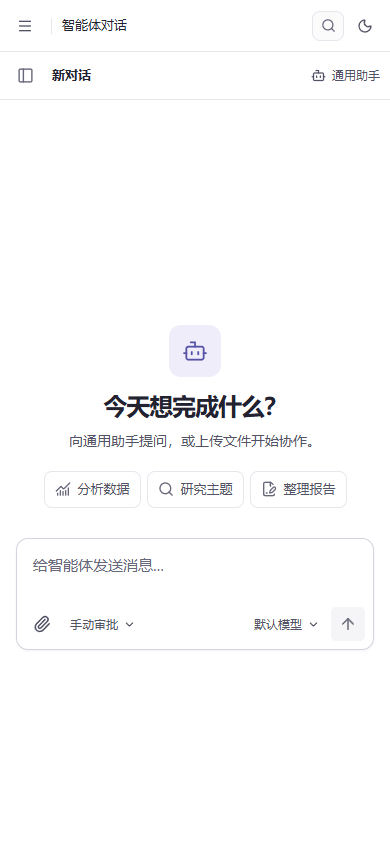 智能体对话
新对话
通用助手
今天想完成什么？
向通用助手提问，或上传文件开始协作。
分析数据
研究主题
整理报告
给智能体发送消息...
手动审批
默认模型